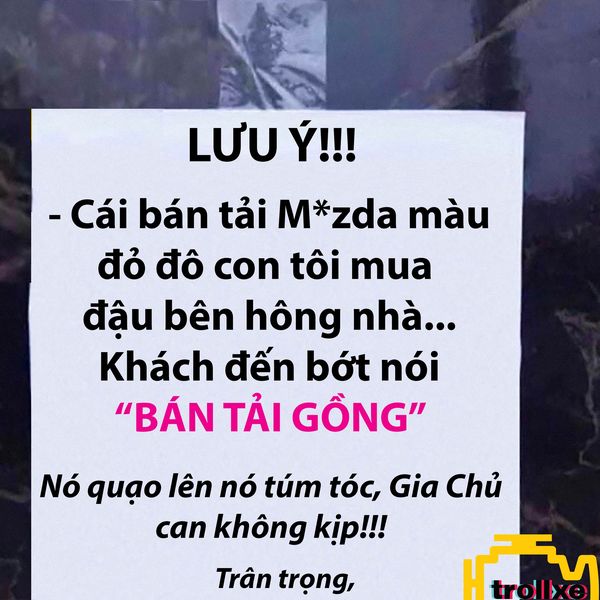 LƯU Ý!!!
- Cái bán tải M*zda màu
đỏ đô con tôi mua
đậu bên hông nhà...
Khách đến bớt nói
“BÁN TẢI GỒNG”
Nó quạo lên nó túm tóc, Gia Chủ
can không kịp!!!
Trân trọng,
trollxe